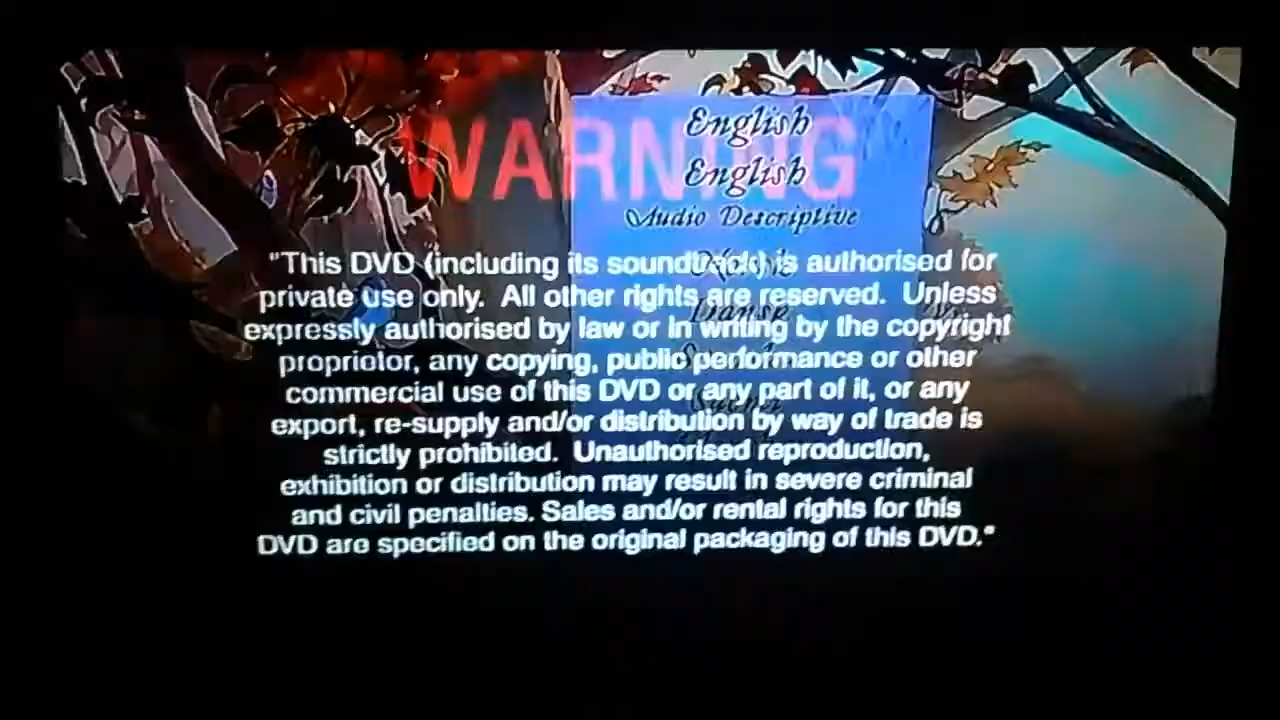 WARNING
English
English
Audio Descriptive
Norsk
Dansk
Suomi
"This DVD (including its soundtrack) is authorised for
private use only. All other rights are reserved. Unless
expressly authorised by law or in writing by the copyright
proprietor, any copying, public performance or other
commercial use of this DVD or any part of it, or any
export, re-supply and/or distribution by way of trade is
strictly prohibited. Unauthorised reproduction,
exhibition or distribution may result in severe criminal
and civil penalties. Sales and/or rental rights for this
DVD are specified on the original packaging of this DVD."